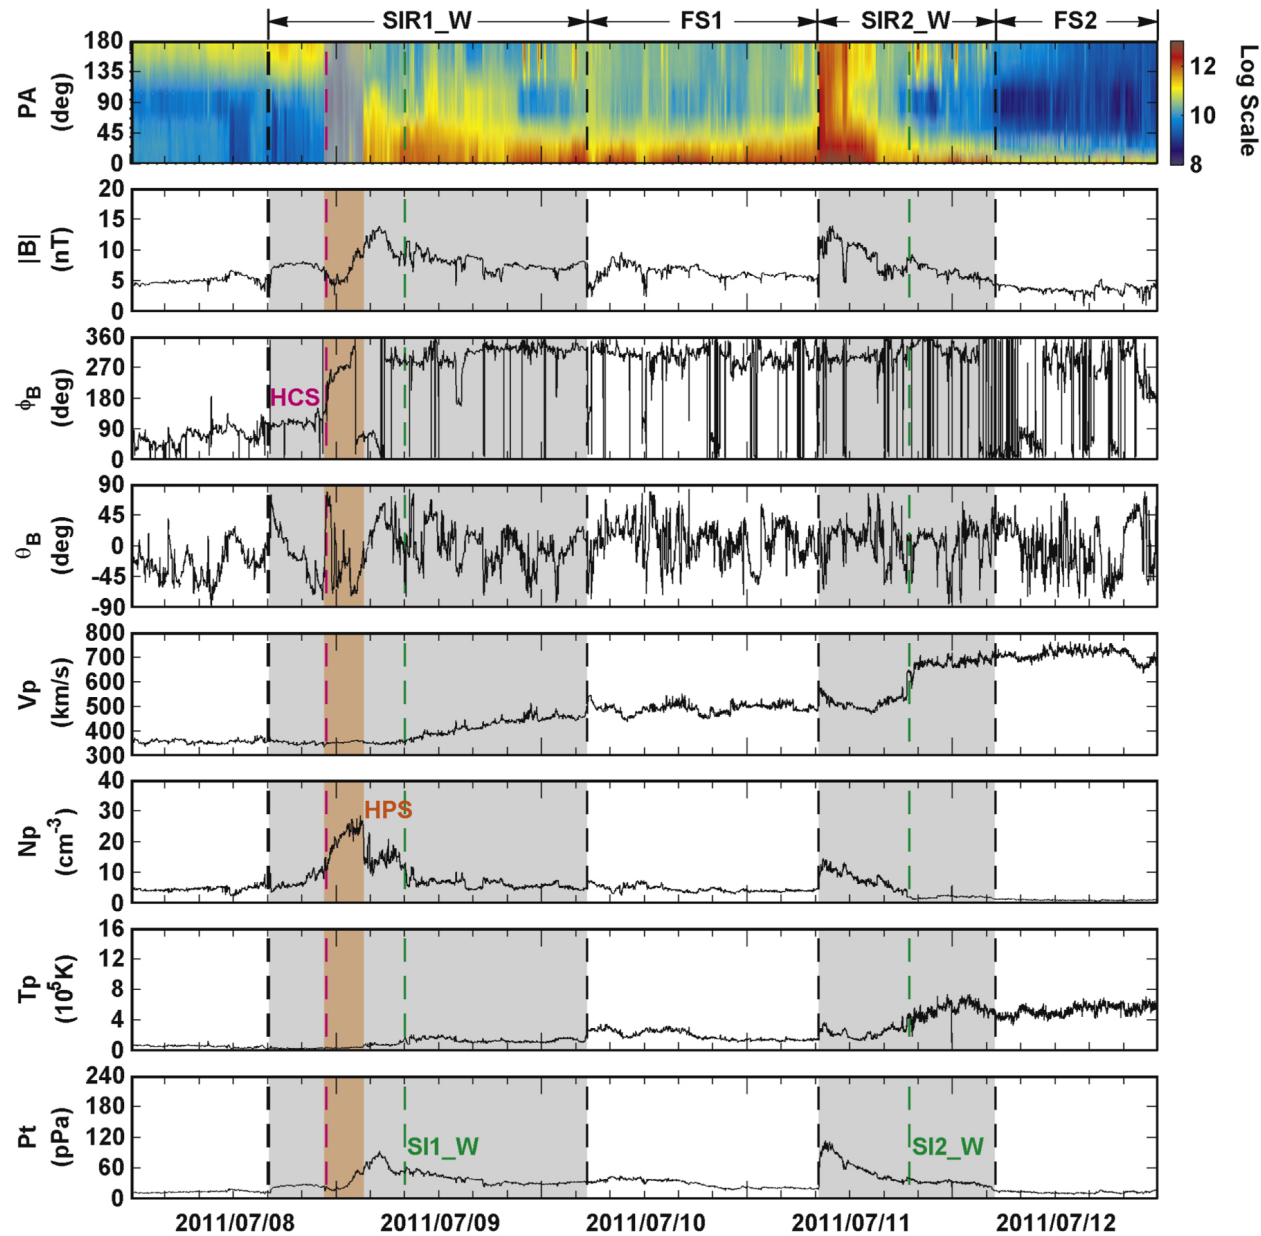 SIR1_W FS1 SIR2_W FS2
PA
(deg)
180
135
90
45
0
12
10
8
Log Scale
|B|
(nT)
20
15
10
5
0
ϕB
(deg)
360
270
180
90
0
HCS
θB
(deg)
90
45
0
-45
-90
Vp
(km/s)
800
700
600
500
400
300
Np
(cm-3)
40
30
20
10
0
HPS
Tp
(10⁵K)
16
12
8
4
0
Pt
(pPa)
240
180
120
60
0
SI1_W SI2_W
2011/07/08 2011/07/09 2011/07/10 2011/07/11 2011/07/12